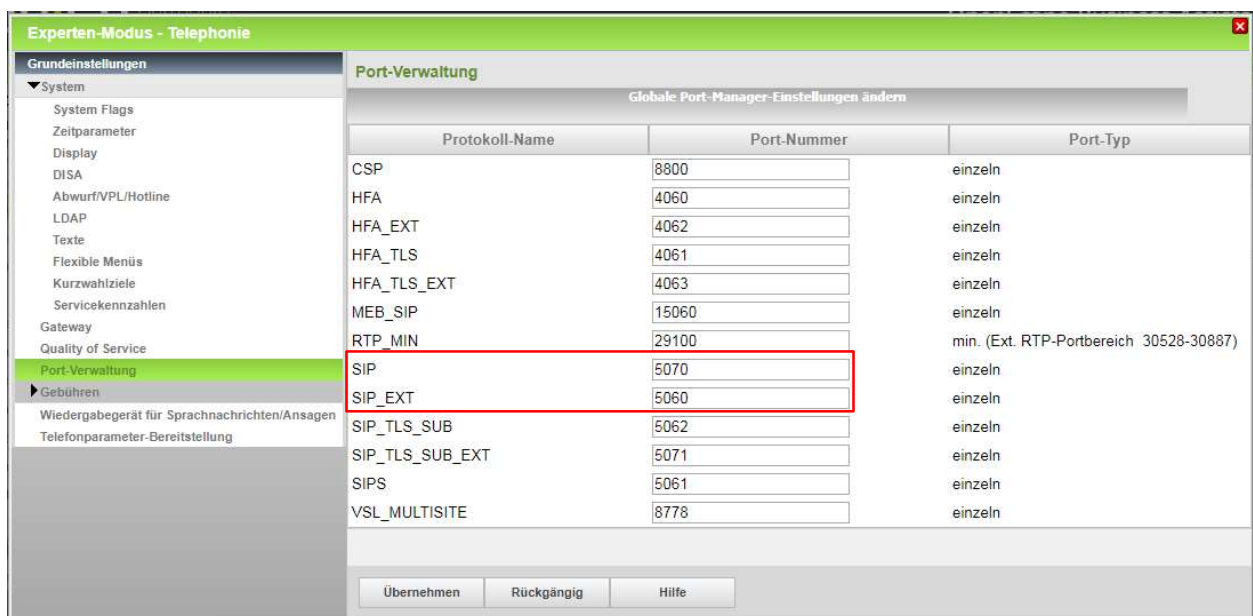 Experten-Modus - Telephonie
Grundeinstellungen
System
System Flags
Zeitparameter
Display
DISA
Abwurf/VPL/Hotline
LDAP
Texte
Flexible Menüs
Kurzwahlziele
Servicekennzahlen
Gateway
Quality of Service
Port-Verwaltung
Gebühren
Wiedergabegerät für Sprachnachrichten/Ansagen
Telefonparameter-Bereitstellung
Port-Verwaltung
Globale Port-Manager-Einstellungen ändern
Protokoll-Name Port-Nummer Port-Typ
CSP 8800 einzeln
HFA 4060 einzeln
HFA_EXT 4062 einzeln
HFA_TLS 4061 einzeln
HFA_TLS_EXT 4063 einzeln
MEB_SIP 15060 einzeln
RTP_MIN 29100 min. (Ext. RTP-Portbereich 30528-30887)
SIP 5070 einzeln
SIP_EXT 5060 einzeln
SIP_TLS_SUB 5062 einzeln
SIP_TLS_SUB_EXT 5071 einzeln
SIPS 5061 einzeln
VSL_MULTISITE 8778 einzeln
Übernehmen Rückgängig Hilfe